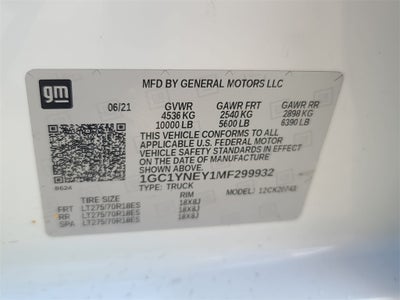 gm
MFD BY GENERAL MOTORS LLC
06/21 GVWR GAWR FRT GAWR RR
4536 KG 2540 KG 2898 KG
10000 LB 5600 LB 6390 LB
THIS VEHICLE CONFORMS TO ALL APPLICABLE
U.S. FEDERAL MOTOR VEHICLE SAFETY
STANDARDS IN EFFECT ON THE DATE OF
MANUFACTURE SHOWN ABOVE.
1GC1YNEY1MF299932
TYPE: TRUCK MODEL:
TIRE SIZE RIM
FRT LT275/70R18ES 18X8J
RR LT275/70R18ES 18X8J
SPA LT275/70R18ES 18X8J